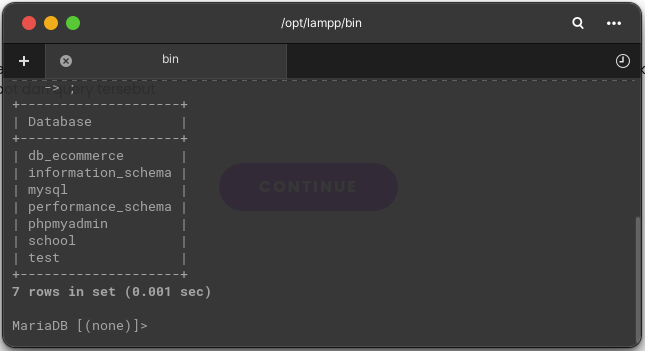 /opt/lampp/bin
bin
-> ;
dan query tersebut
+--------------------+
| Database           |
+--------------------+
| db_ecommerce       |
| information_schema |
| mysql              |
| performance_schema |
| phpmyadmin         |
| school             |
| test               |
+--------------------+
7 rows in set (0.001 sec)
CONTINUE
MariaDB [(none)]>